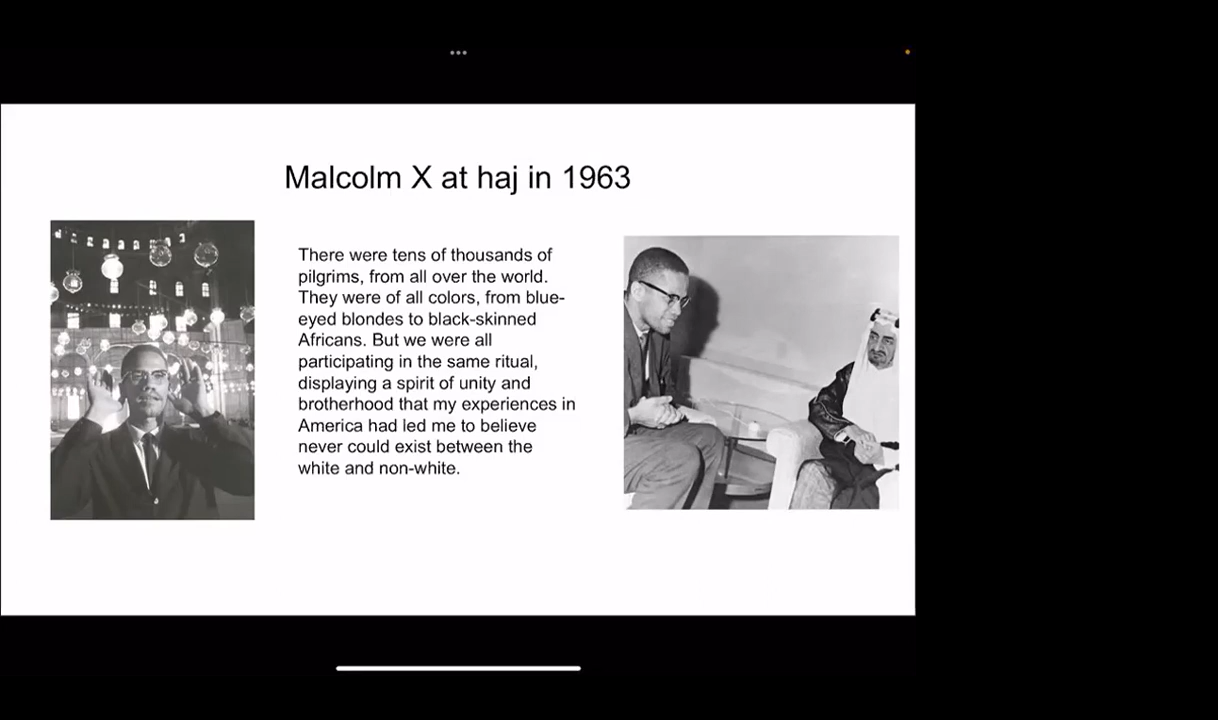 Malcolm X at haj in 1963
There were tens of thousands of
pilgrims, from all over the world.
They were of all colors, from blue-
eyed blondes to black-skinned
Africans. But we were all
participating in the same ritual,
displaying a spirit of unity and
brotherhood that my experiences in
America had led me to believe
never could exist between the
white and non-white.